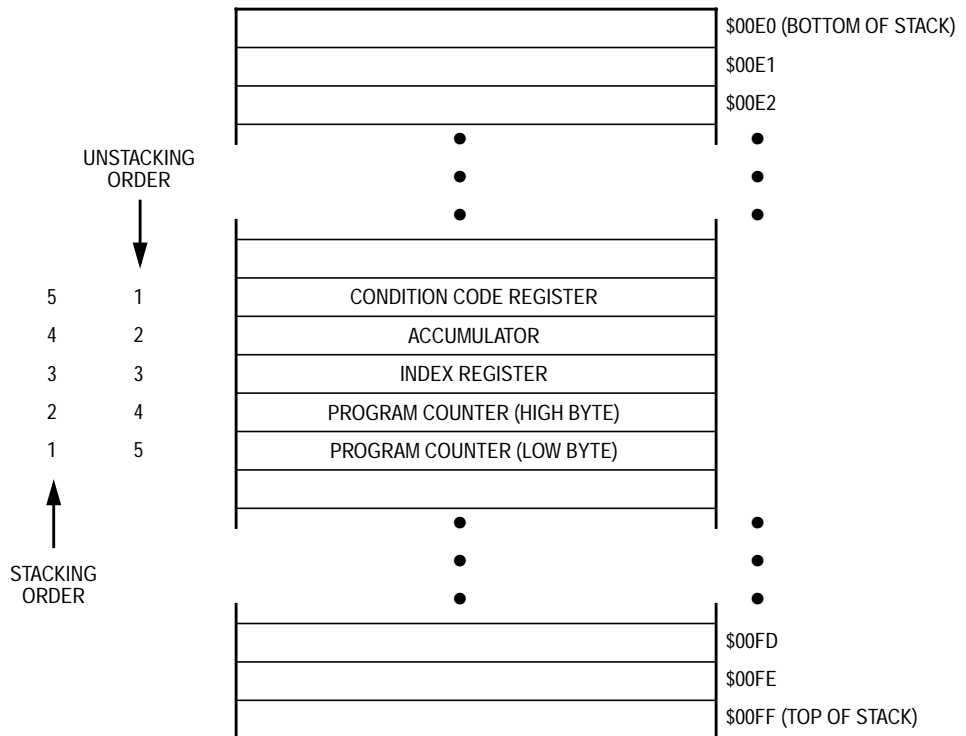 $00E0 (BOTTOM OF STACK)
$00E1
$00E2
UNSTACKING
ORDER
5 1 CONDITION CODE REGISTER
4 2 ACCUMULATOR
3 3 INDEX REGISTER
2 4 PROGRAM COUNTER (HIGH BYTE)
1 5 PROGRAM COUNTER (LOW BYTE)
STACKING
ORDER
$00FD
$00FE
$00FF (TOP OF STACK)